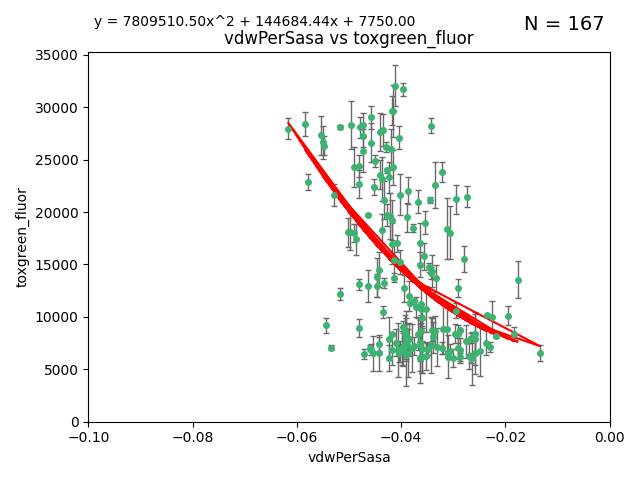 y = 7809510.50x^2 + 144684.44x + 7750.00
N = 167
vdwPerSasa vs toxgreen_fluor
35000
30000
25000
20000
15000
10000
5000
0
toxgreen_fluor
−0.10
−0.08
−0.06
−0.04
−0.02
0.00
vdwPerSasa